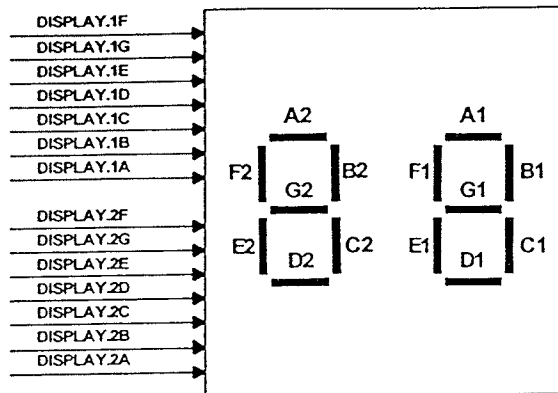 DISPLAY.1F
DISPLAY.1G
DISPLAY.1E
DISPLAY.1D
DISPLAY.1C
DISPLAY.1B
DISPLAY.1A
DISPLAY.2F
DISPLAY.2G
DISPLAY.2E
DISPLAY.2D
DISPLAY.2C
DISPLAY.2B
DISPLAY.2A
A2 A1
F2 B2 F1 B1
G2 G1
E2 C2 E1 C1
D2 D1